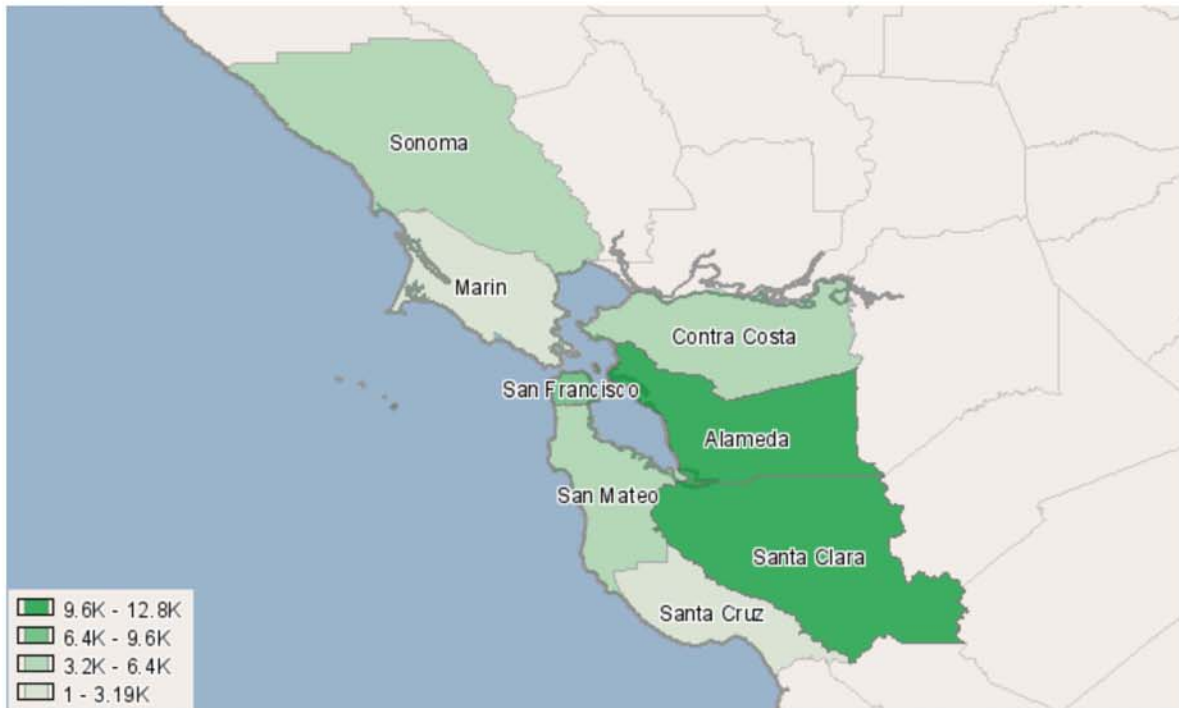 Sonoma
Marin
Contra Costa
San Francisco
Alameda
San Mateo
Santa Clara
Santa Cruz
9.6K - 12.8K
6.4K - 9.6K
3.2K - 6.4K
1 - 3.19K